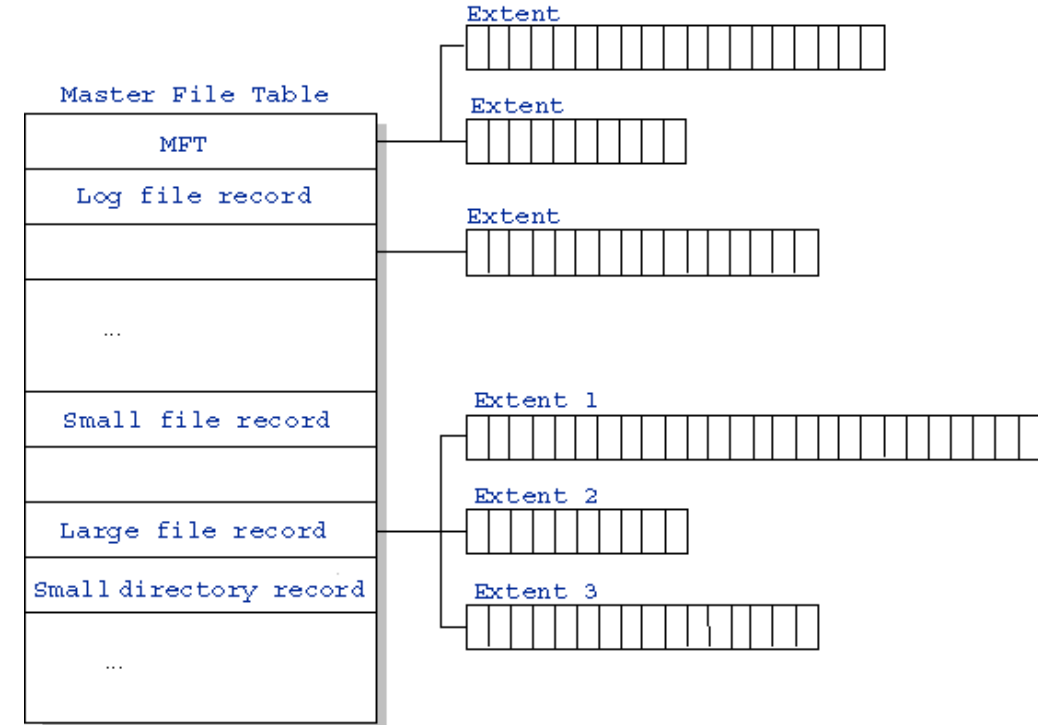 Extent
Extent
Master File Table
MFT
Log file record
Extent
...
Extent 1
Small file record
Extent 2
Large file record
Small directory record
Extent 3
...